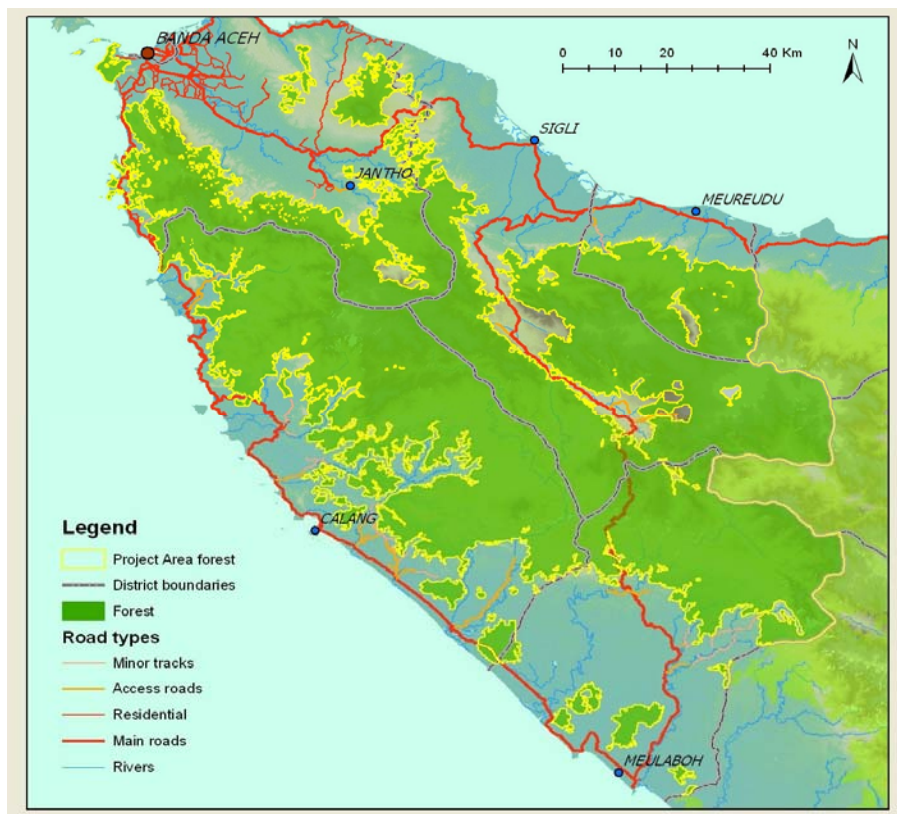 BANDA ACEH
0 10 20 40 Km
N
SIGLI
JANTHO
MEUREUDU
CALANG
MEULABOH
Legend
Project Area forest
District boundaries
Forest
Road types
Minor tracks
Access roads
Residential
Main roads
Rivers